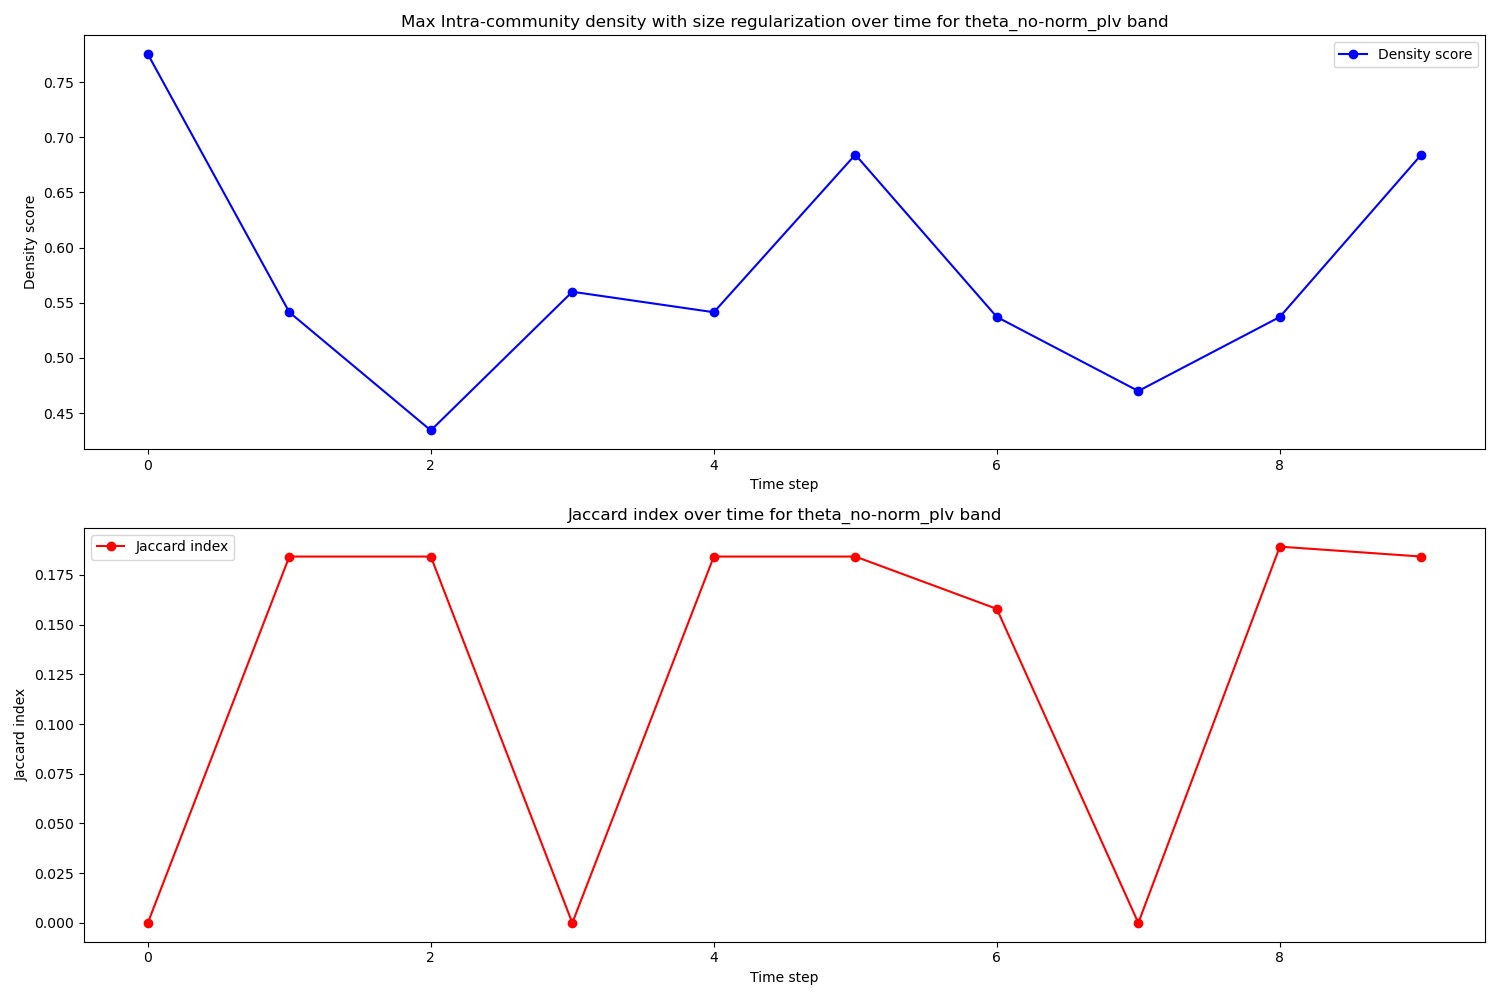 Max Intra-community density with size regularization over time for theta_no-norm_plv band
Density score
0.75
0.70
0.65
0.60
0.55
0.50
0.45
Density score
0 2 4 6 8
Time step
Jaccard index over time for theta_no-norm_plv band
Jaccard index
0.175
0.150
0.125
0.100
0.075
0.050
0.025
0.000
Jaccard index
0 2 4 6 8
Time step